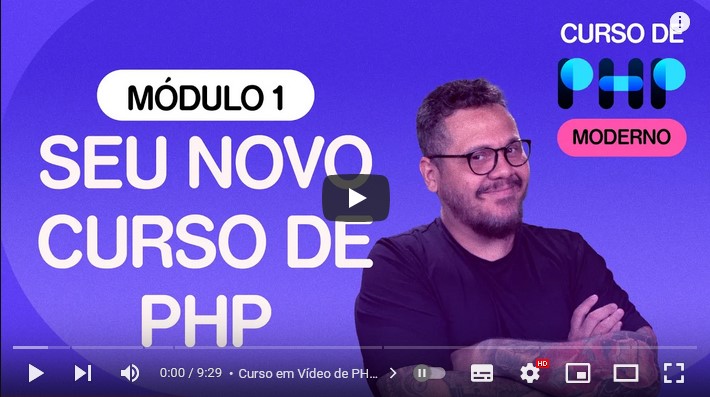 CURSO DE
PHP
MODERNO
MÓDULO 1
SEU NOVO
CURSO DE
PHP
0:00 / 9:29 • Curso em Vídeo de PH...
HD